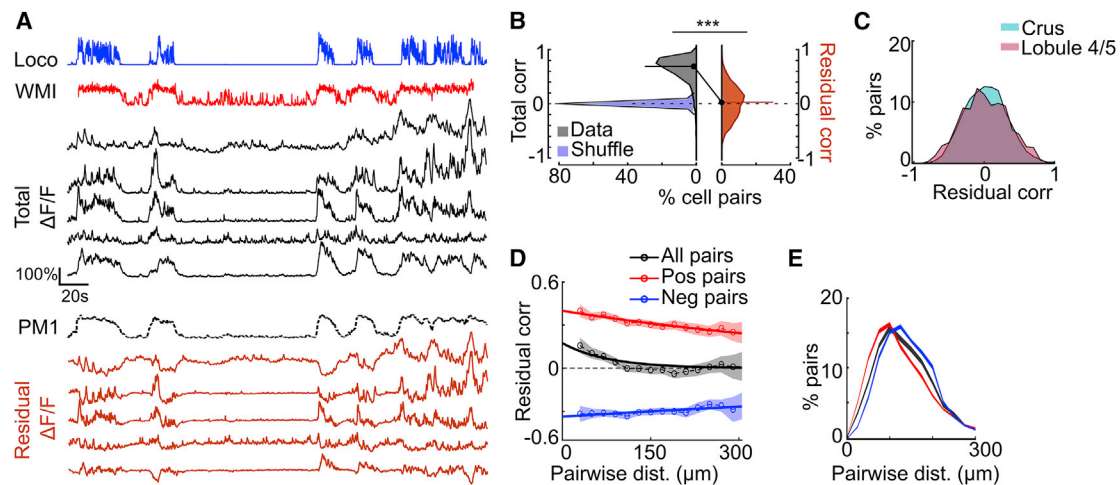 A
Loco
WMI
Total
ΔF/F
100%
20s
PM1
Residual
ΔF/F
B
***
Total corr
1
0
-1
Data
Shuffle
80
40
0
0
40
% cell pairs
1
0
-1
Residual corr
C
Crus
Lobule 4/5
% pairs
20
10
0
-1
0
1
Residual corr
D
All pairs
Pos pairs
Neg pairs
Residual corr
0.6
0
-0.6
0
150
300
Pairwise dist. (µm)
E
% pairs
20
10
0
0
300
Pairwise dist. (µm)